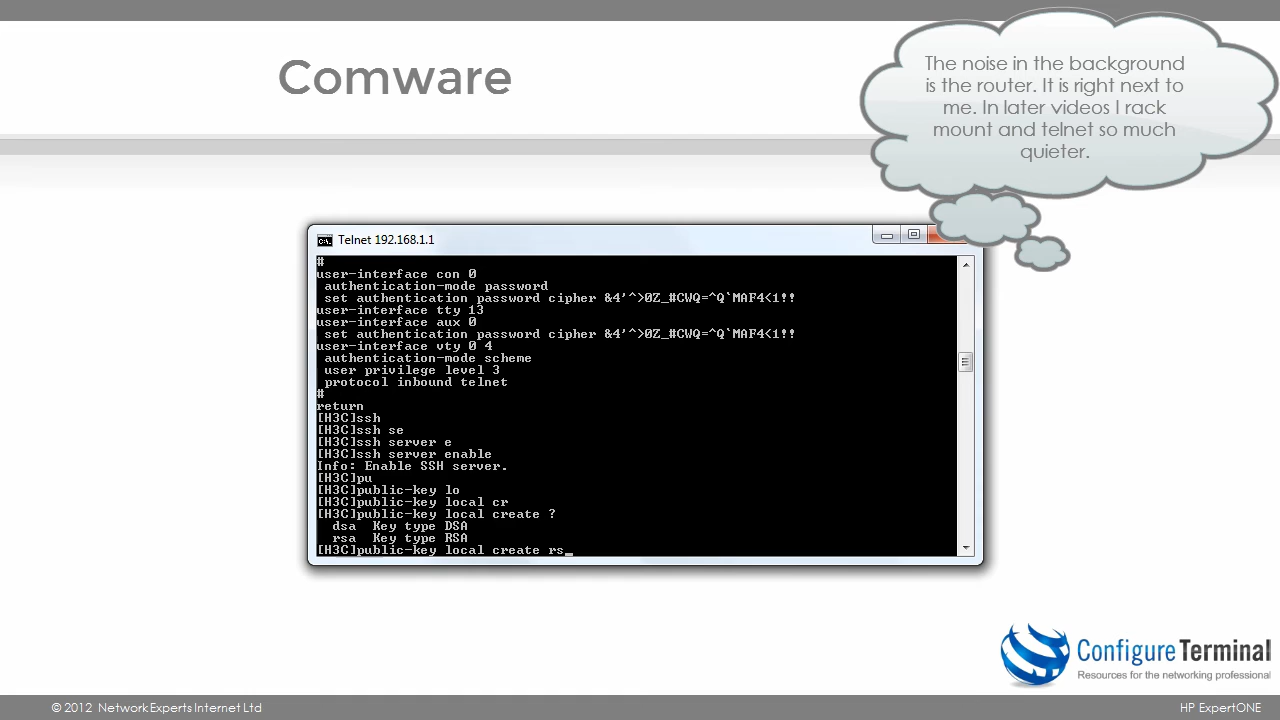 Comware
The noise in the background
is the router. It is right next to
me. In later videos I rack
mount and telnet so much
quieter.
Telnet 192.168.1.1
#
user-interface con 0
authentication-mode password
set authentication password cipher &4'^>0Z_#CWQ=^Q`MAF4<1!!
user-interface tty 13
user-interface aux 0
set authentication password cipher &4'^>0Z_#CWQ=^Q`MAF4<1!!
user-interface vty 0 4
authentication-mode scheme
user privilege level 3
protocol inbound telnet
#
return
[H3C]ssh
[H3C]ssh se
[H3C]ssh server e
[H3C]ssh server enable
Info: Enable SSH server.
[H3C]pu
[H3C]public-key lo
[H3C]public-key local cr
[H3C]public-key local create ?
dsa Key type DSA
rsa Key type RSA
[H3C]public-key local create rs_
Configure Terminal
Resources for the networking professional
© 2012 Network Experts Internet Ltd
HP ExpertONE